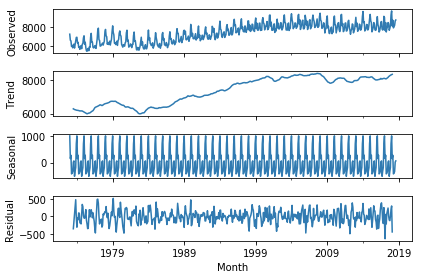 Observed
8000
6000
Trend
8000
6000
Seasonal
1000
0
Residual
500
0
−500
1979
1989
1999
2009
2019
Month